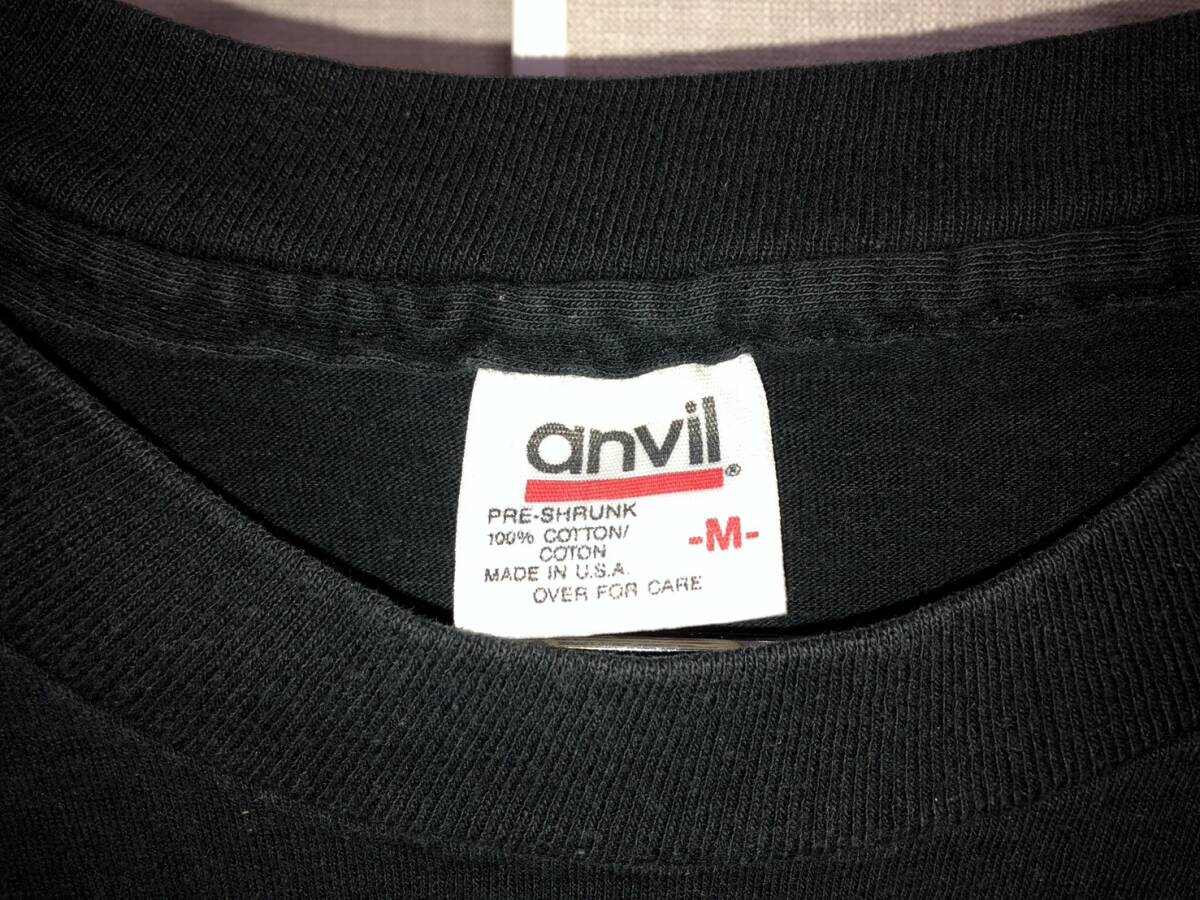 anvil®
PRE-SHRUNK
100% COTTON/
COTON
-M-
MADE IN U.S.A.
OVER FOR CARE